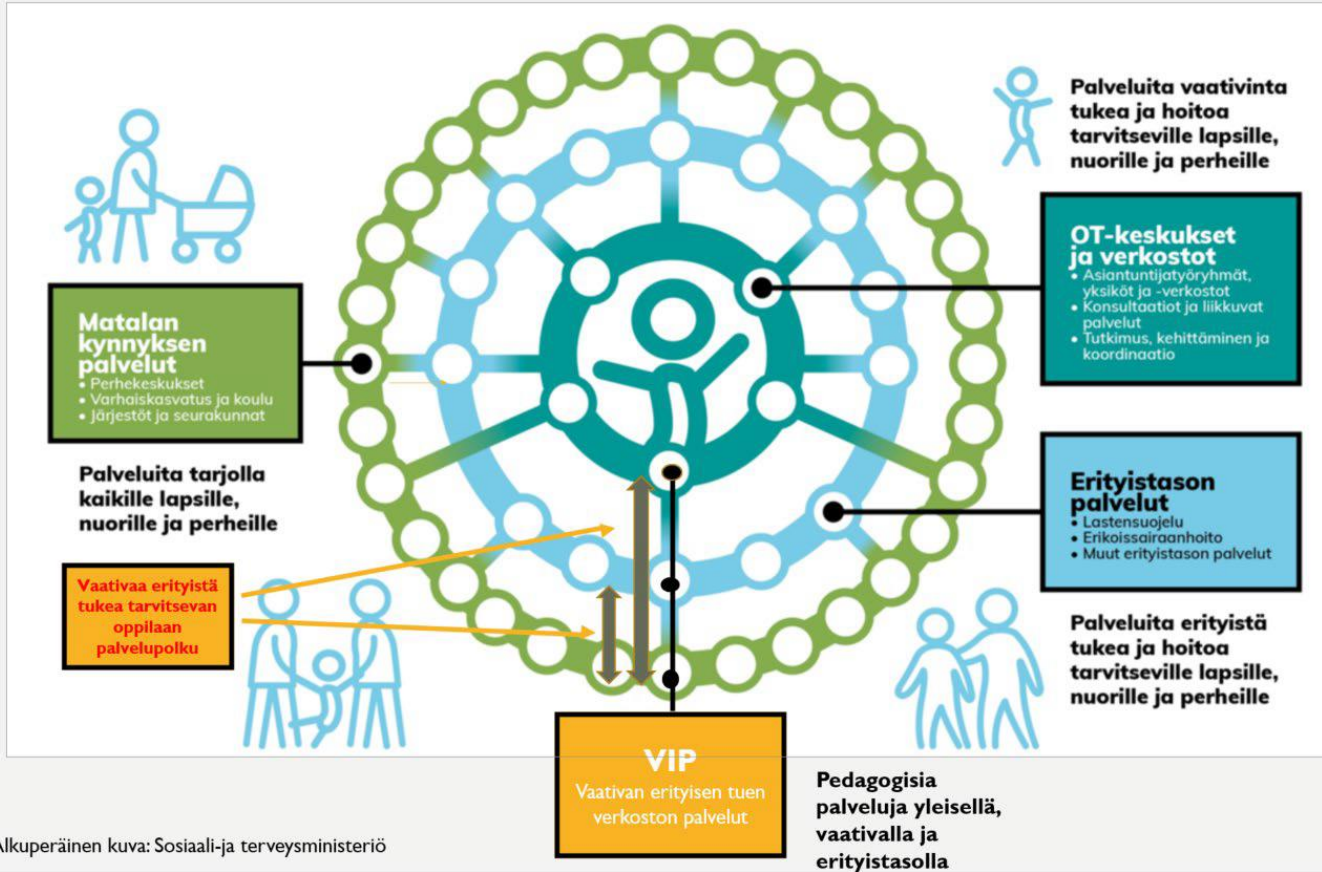 Palveluita vaativinta
tukea ja hoitoa
tarvitseville lapsille,
nuorille ja perheille
OT-keskukset
ja verkostot
• Asiantuntijatyöryhmät,
yksiköt ja -verkostot
• Konsultaatiot ja liikkuvat
palvelut
• Tutkimus, kehittäminen ja
koordinaatio
Matalan
kynnyksen
palvelut
• Perhekeskukset
• Varhaiskasvatus ja koulu
• Järjestöt ja seurakunnat
Palveluita tarjolla
kaikille lapsille,
nuorille ja perheille
Erityistason
palvelut
• Lastensuojelu
• Erikoissairaanhoito
• Muut erityistason palvelut
Palveluita erityistä
tukea ja hoitoa
tarvitseville lapsille,
nuorille ja perheille
Vaativaa erityistä
tukea tarvitsevan
oppilaan
palvelupolku
VIP
Vaativan erityisen tuen
verkoston palvelut
Pedagogisia
palveluja yleisellä,
vaativalla ja
erityistasolla
Alkuperäinen kuva: Sosiaali-ja terveysministeriö